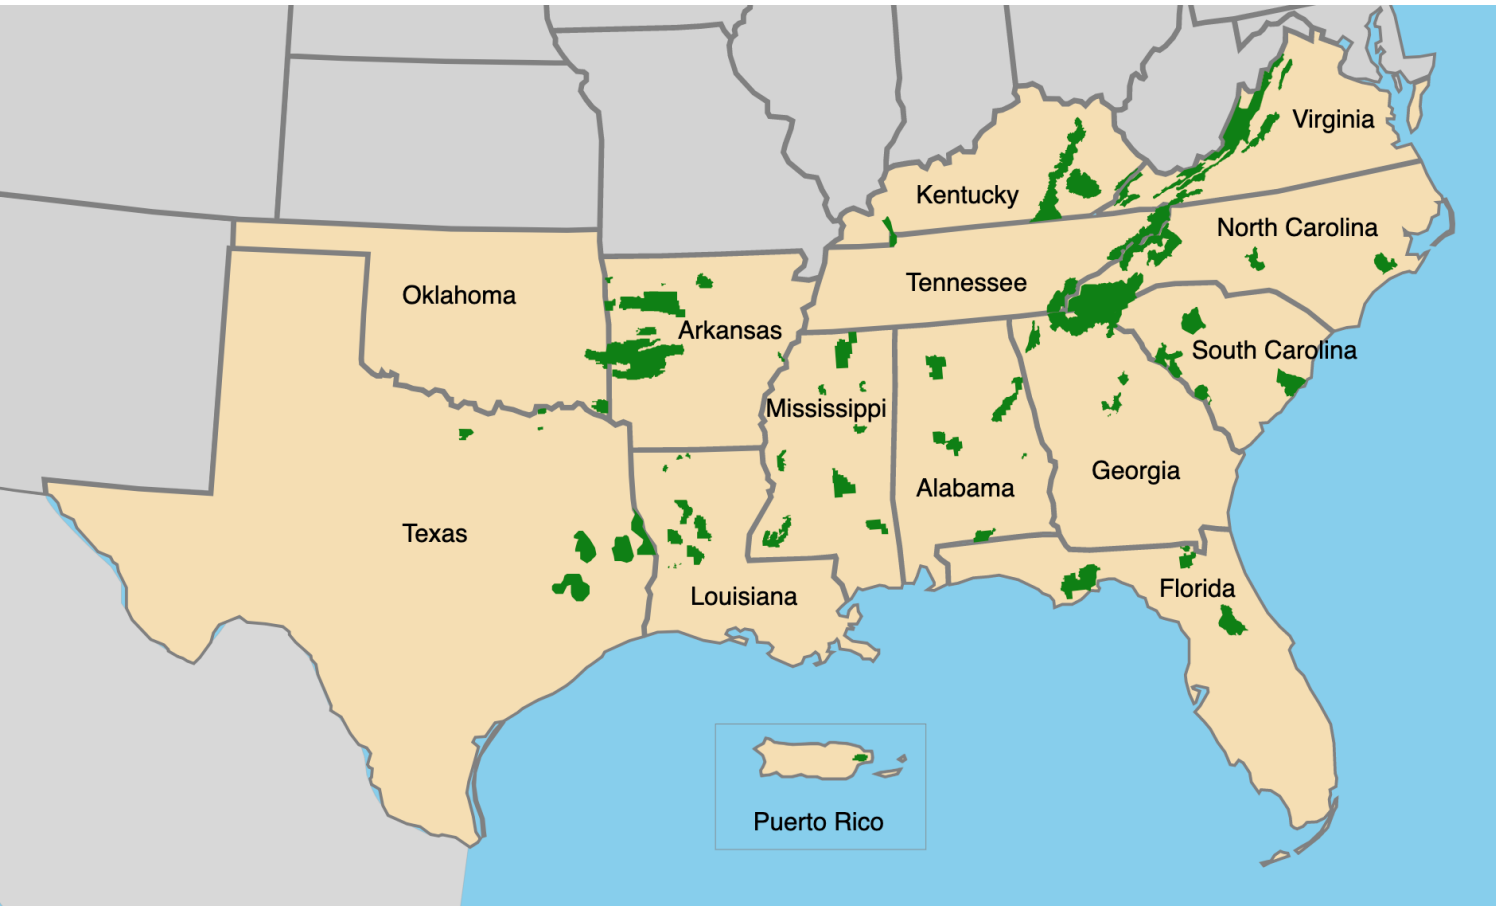 Virginia
Kentucky
North Carolina
Tennessee
Oklahoma
Arkansas
South Carolina
Mississippi
Georgia
Alabama
Texas
Louisiana
Florida
Puerto Rico